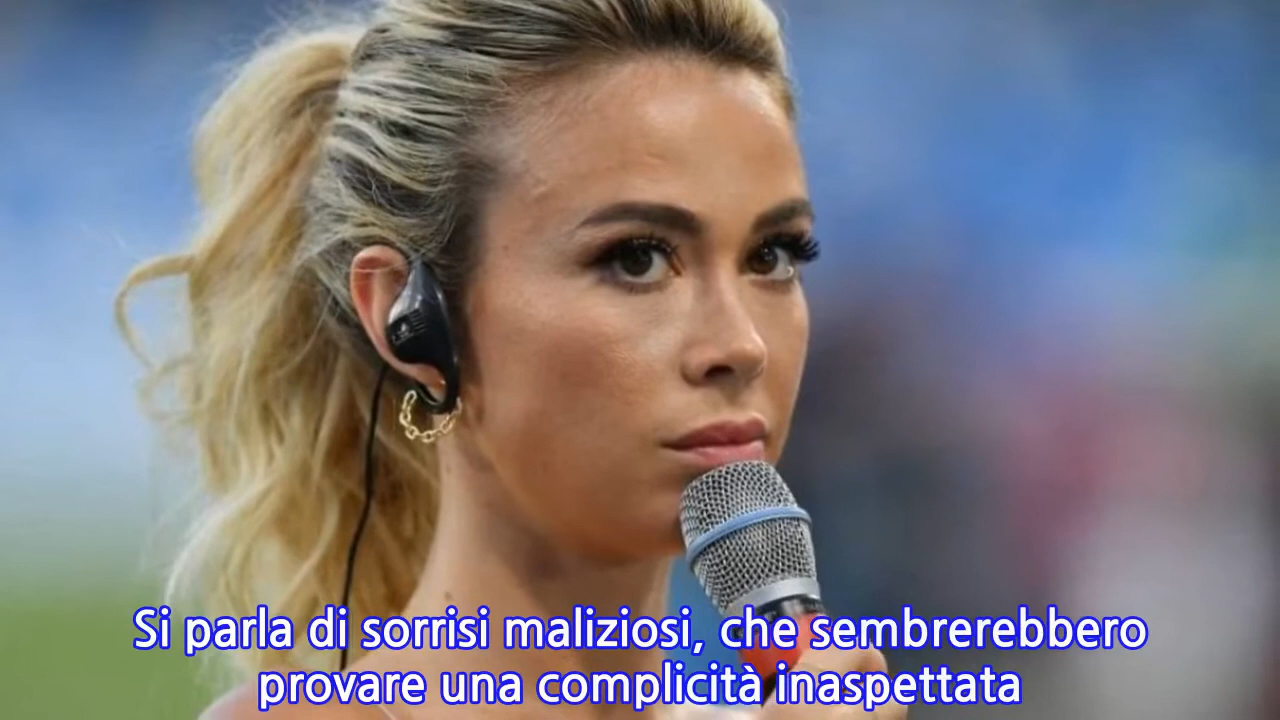 Si parla di sorrisi maliziosi, che sembrerebbero
provare una complicità inaspettata